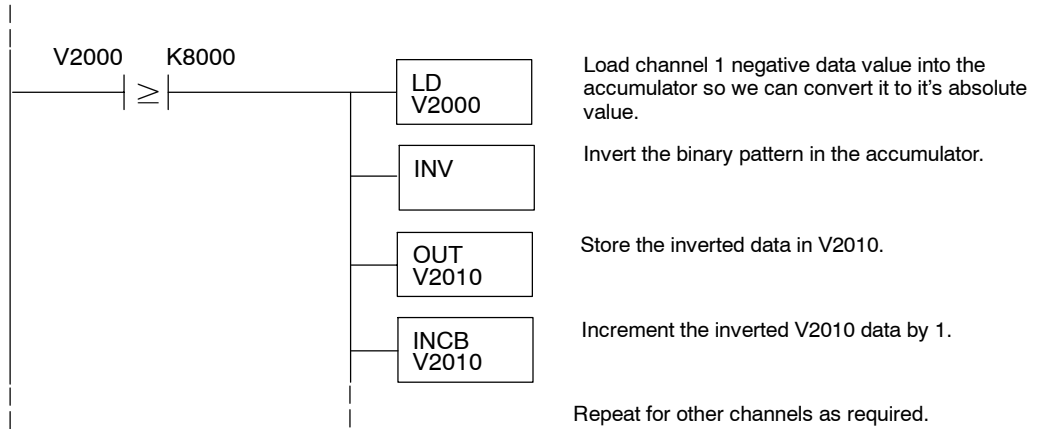 V2000 K8000
≥
LD
V2000
Load channel 1 negative data value into the
accumulator so we can convert it to it's absolute
value.
INV
Invert the binary pattern in the accumulator.
OUT
V2010
Store the inverted data in V2010.
INCB
V2010
Increment the inverted V2010 data by 1.
Repeat for other channels as required.